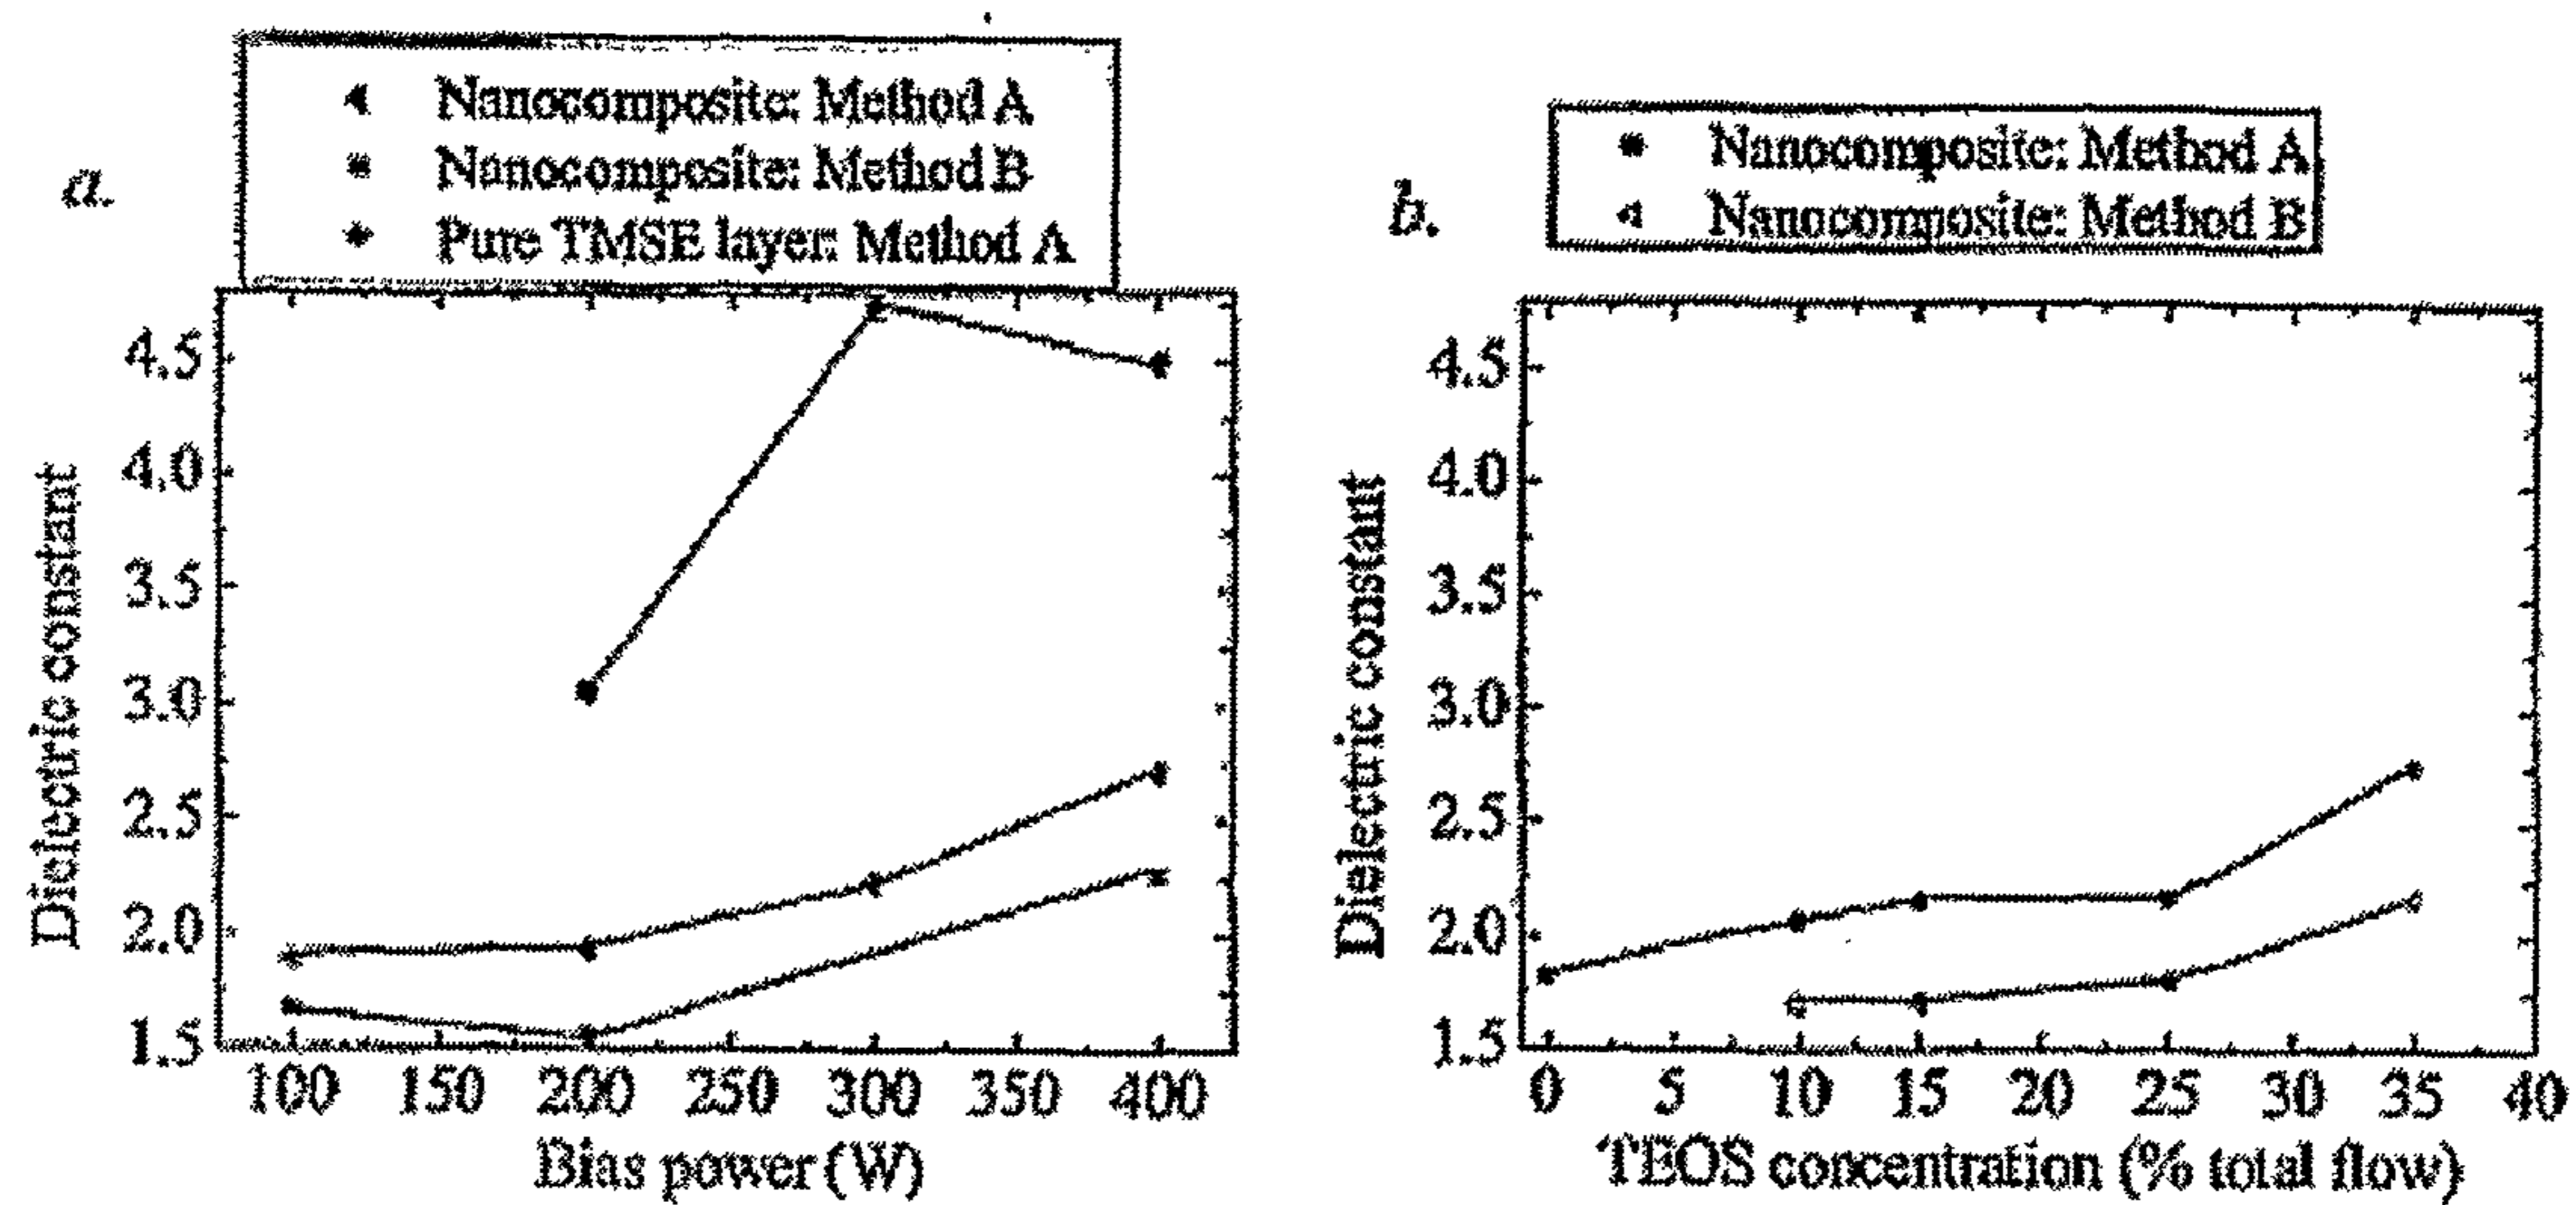 a.
Nanocomposite: Method A
Nanocomposite: Method B
Pure TMSE layer: Method A
4.5
4.0
3.5
3.0
2.5
2.0
1.5
Dielectric constant
100 150 200 250 300 350 400
Bias power (W)
b.
Nanocomposite: Method A
Nanocomposite: Method B
4.5
4.0
3.5
3.0
2.5
2.0
1.5
Dielectric constant
0 5 10 15 20 25 30 35 40
TEOS concentration (% total flow)